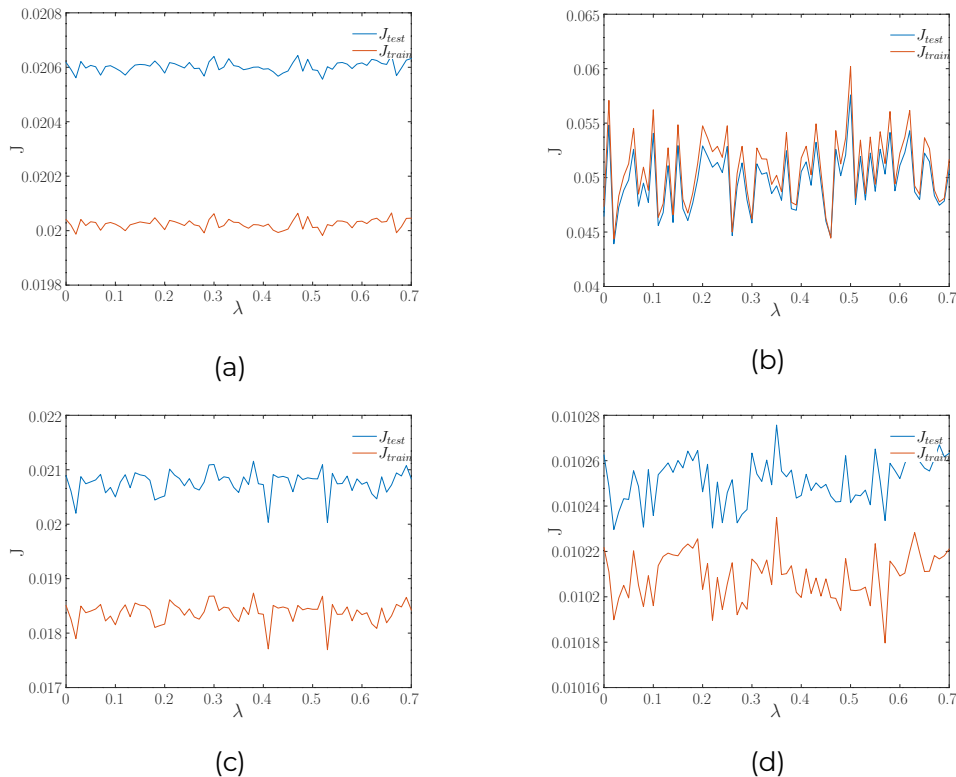 0.0208
0.0206
0.0204
0.0202
0.02
0.0198
J
J_test
J_train
0 0.1 0.2 0.3 0.4 0.5 0.6 0.7
λ
(a)
0.065
0.06
0.055
0.05
0.045
0.04
J
J_test
J_train
0 0.1 0.2 0.3 0.4 0.5 0.6 0.7
λ
(b)
0.022
0.021
0.02
0.019
0.018
0.017
J
J_test
J_train
0 0.1 0.2 0.3 0.4 0.5 0.6 0.7
λ
(c)
0.01028
0.01026
0.01024
0.01022
0.0102
0.01018
0.01016
J
J_test
J_train
0 0.1 0.2 0.3 0.4 0.5 0.6 0.7
λ
(d)